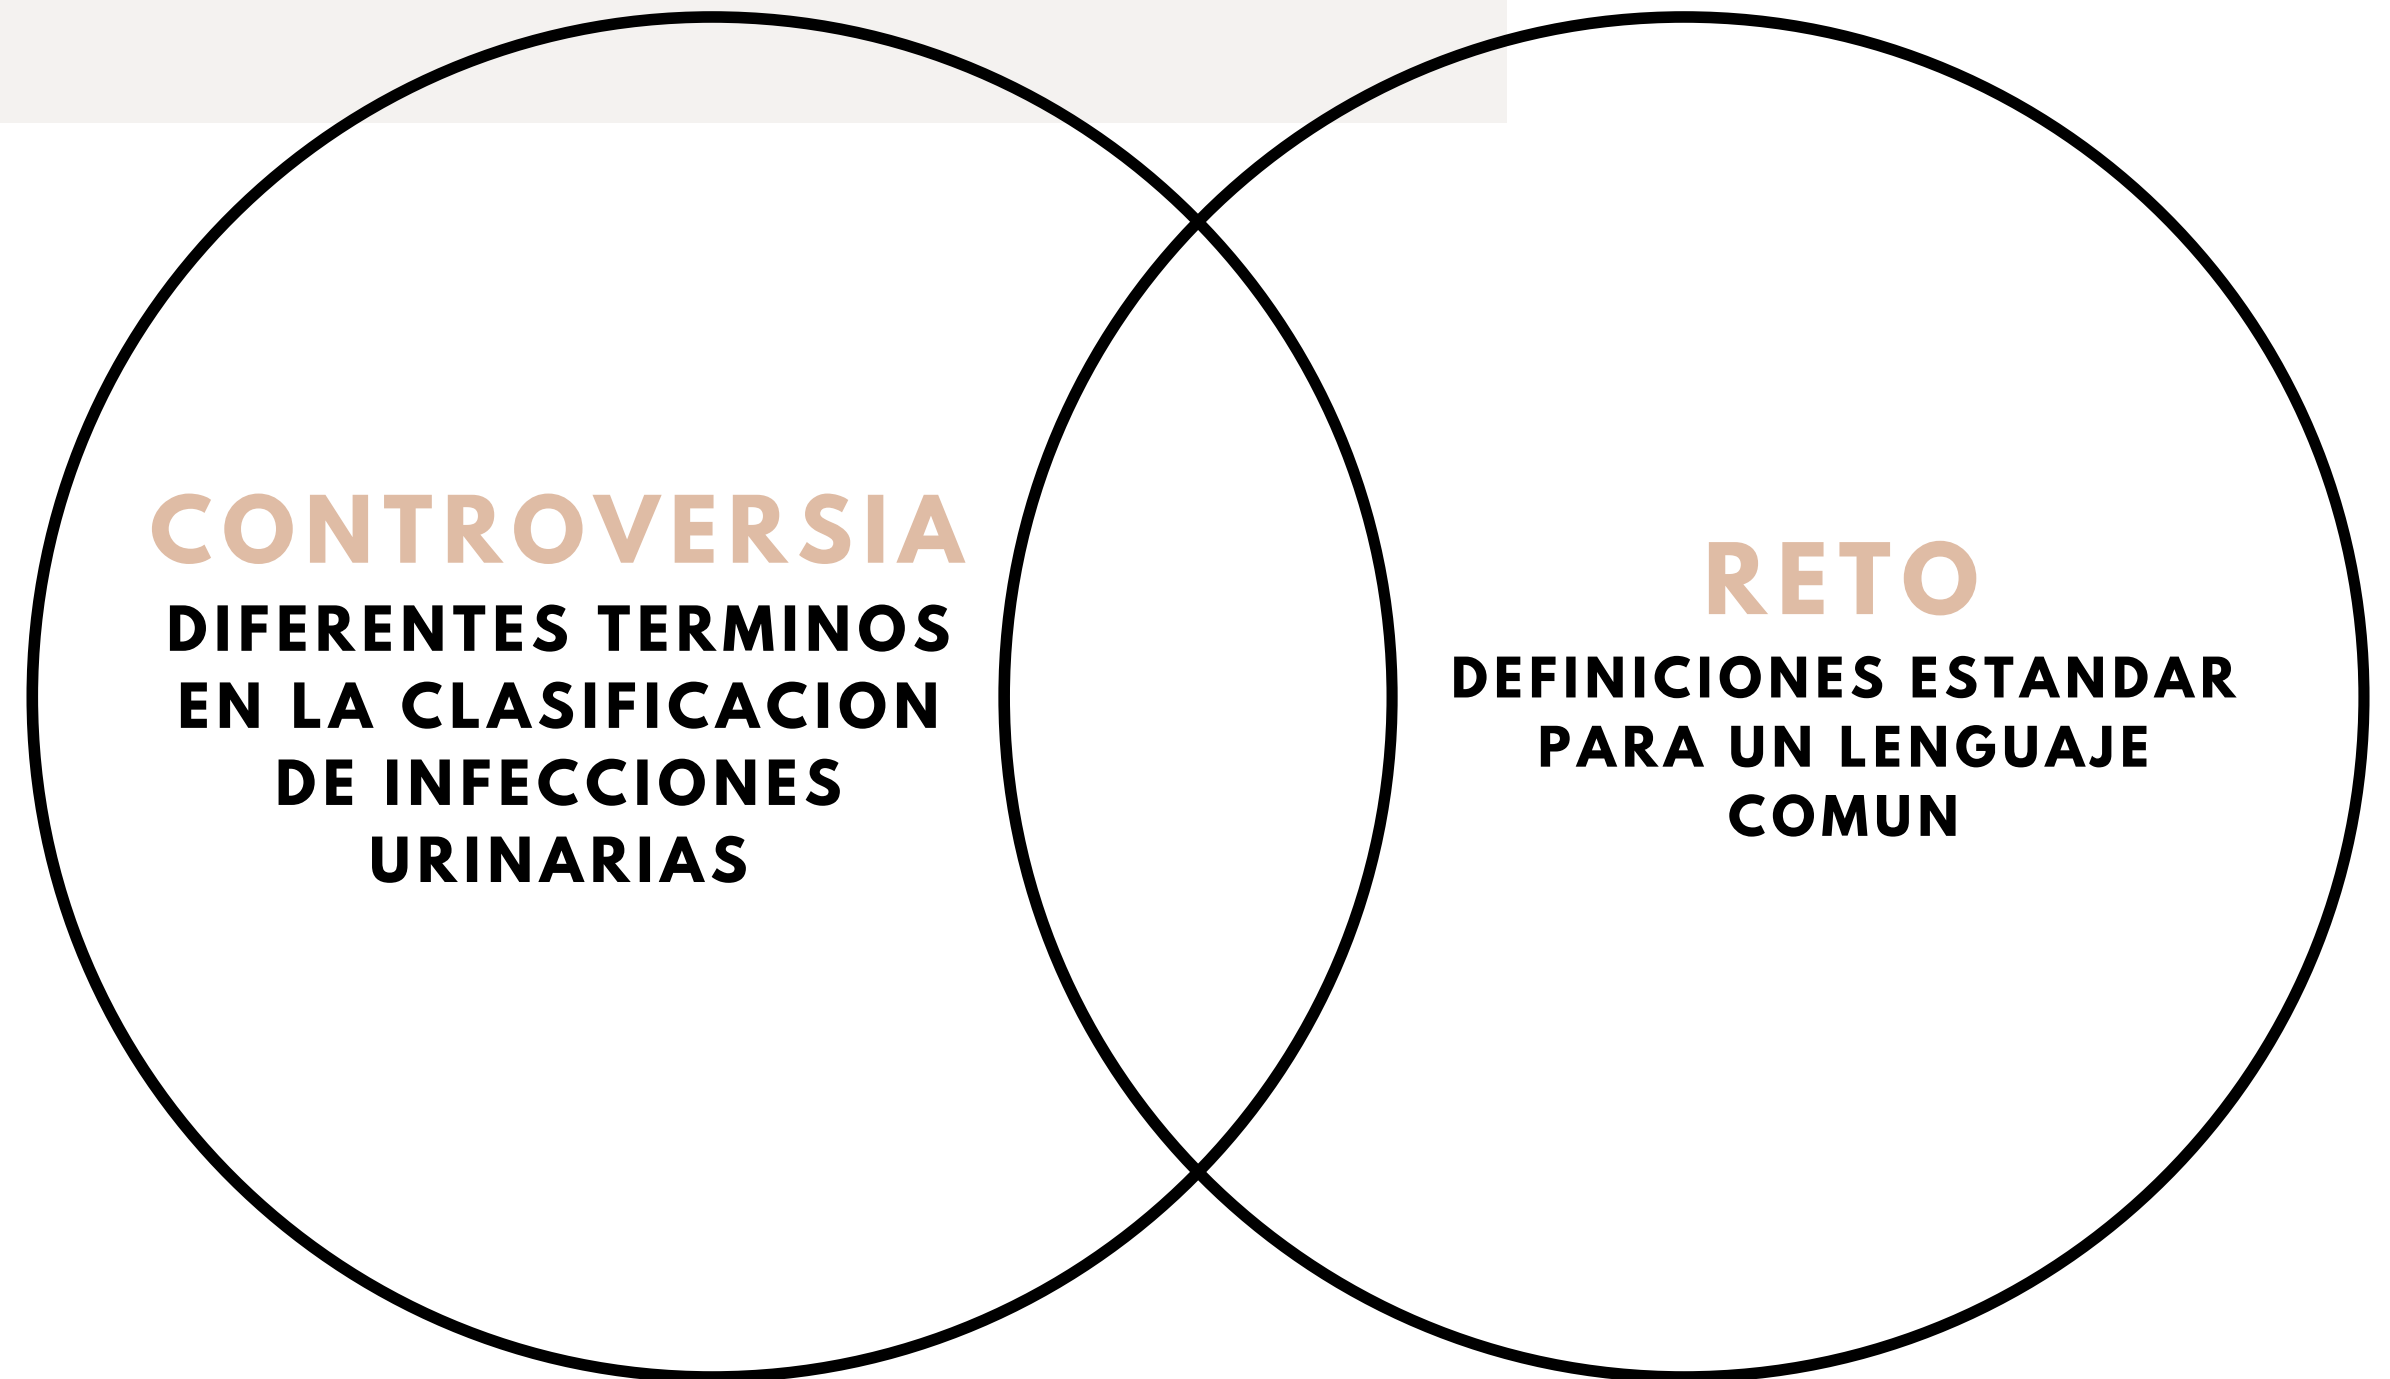 CONTROVERSIA
DIFERENTES TERMINOS
EN LA CLASIFICACION
DE INFECCIONES
URINARIAS
RETO
DEFINICIONES ESTANDAR
PARA UN LENGUAJE
COMUN